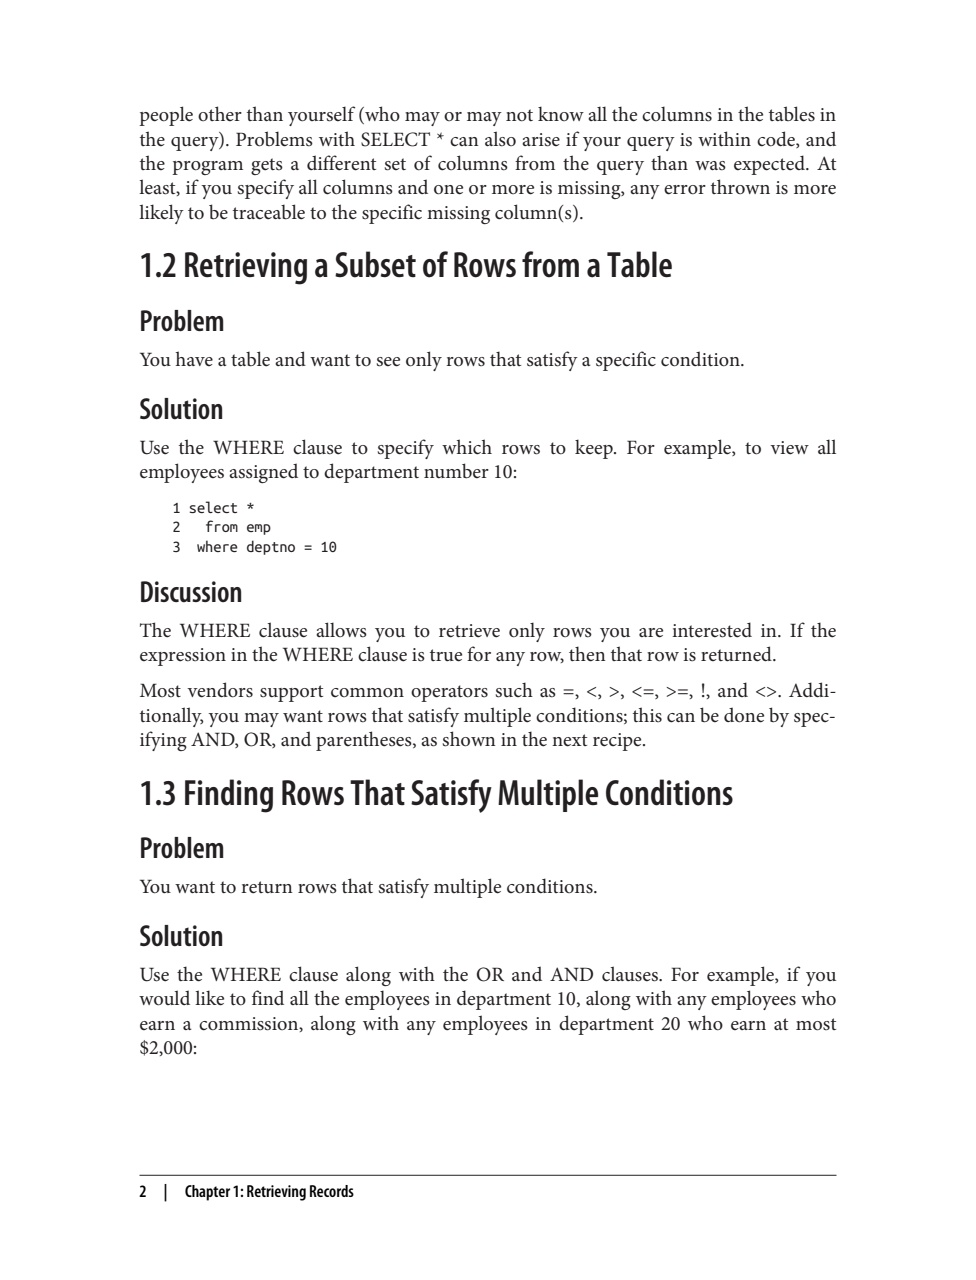 people other than yourself (who may or may not know all the columns in the tables in
the query). Problems with SELECT * can also arise if your query is within code, and
the program gets a different set of columns from the query than was expected. At
least, if you specify all columns and one or more is missing, any error thrown is more
likely to be traceable to the specific missing column(s).
1.2 Retrieving a Subset of Rows from a Table
Problem
You have a table and want to see only rows that satisfy a specific condition.
Solution
Use the WHERE clause to specify which rows to keep. For example, to view all
employees assigned to department number 10:
1 select *
2   from emp
3  where deptno = 10
Discussion
The WHERE clause allows you to retrieve only rows you are interested in. If the
expression in the WHERE clause is true for any row, then that row is returned.
Most vendors support common operators such as =, <, >, <=, >=, !, and <>. Addi-
tionally, you may want rows that satisfy multiple conditions; this can be done by spec-
ifying AND, OR, and parentheses, as shown in the next recipe.
1.3 Finding Rows That Satisfy Multiple Conditions
Problem
You want to return rows that satisfy multiple conditions.
Solution
Use the WHERE clause along with the OR and AND clauses. For example, if you
would like to find all the employees in department 10, along with any employees who
earn a commission, along with any employees in department 20 who earn at most
$2,000:
2 | Chapter 1: Retrieving Records